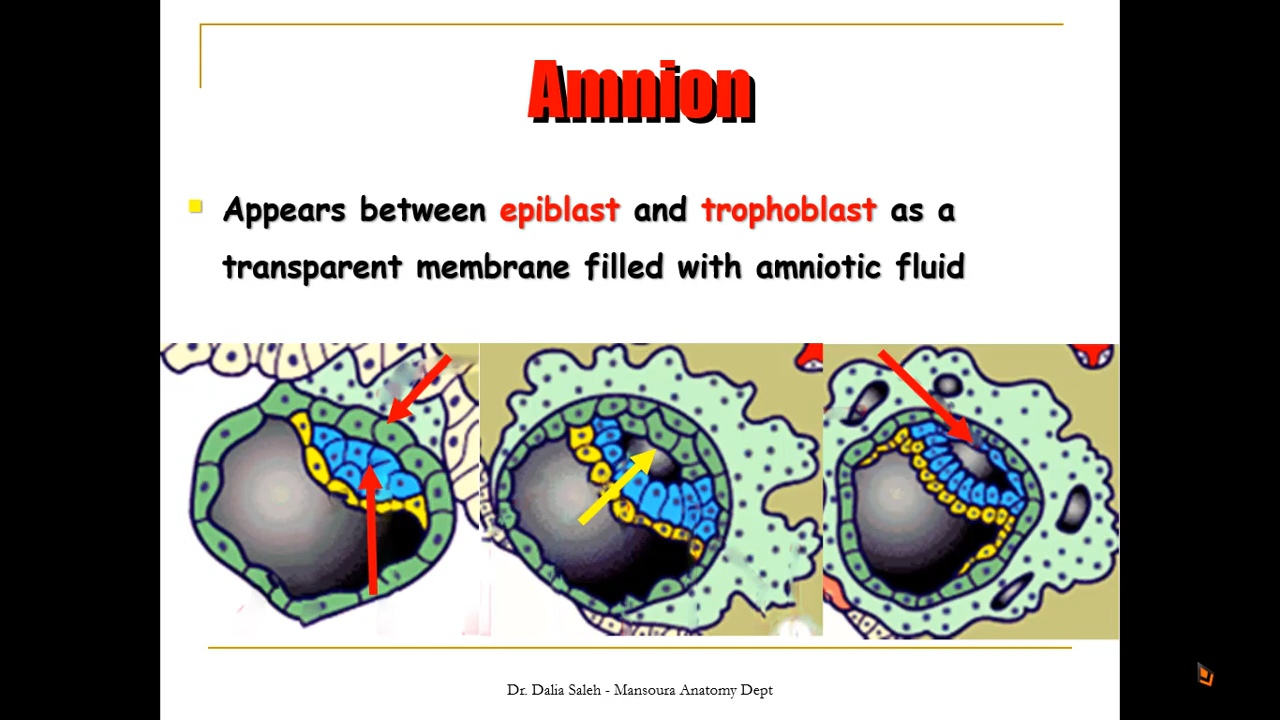 Amnion
Appears between epiblast and trophoblast as a
transparent membrane filled with amniotic fluid
Dr. Dalia Saleh - Mansoura Anatomy Dept